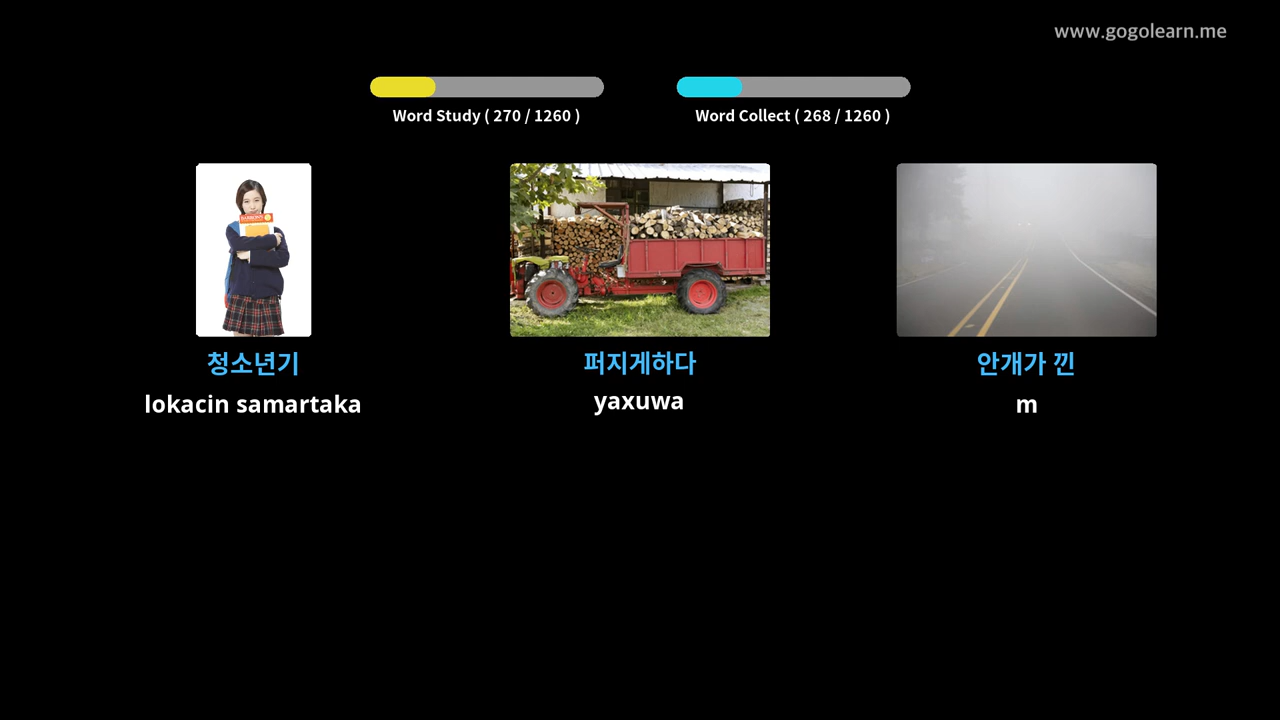 www.gogolearn.me
Word Study ( 270 / 1260 )
Word Collect ( 268 / 1260 )
청소년기
lokacin samartaka
퍼지게하다
yaxuwa
안개가 낀
m